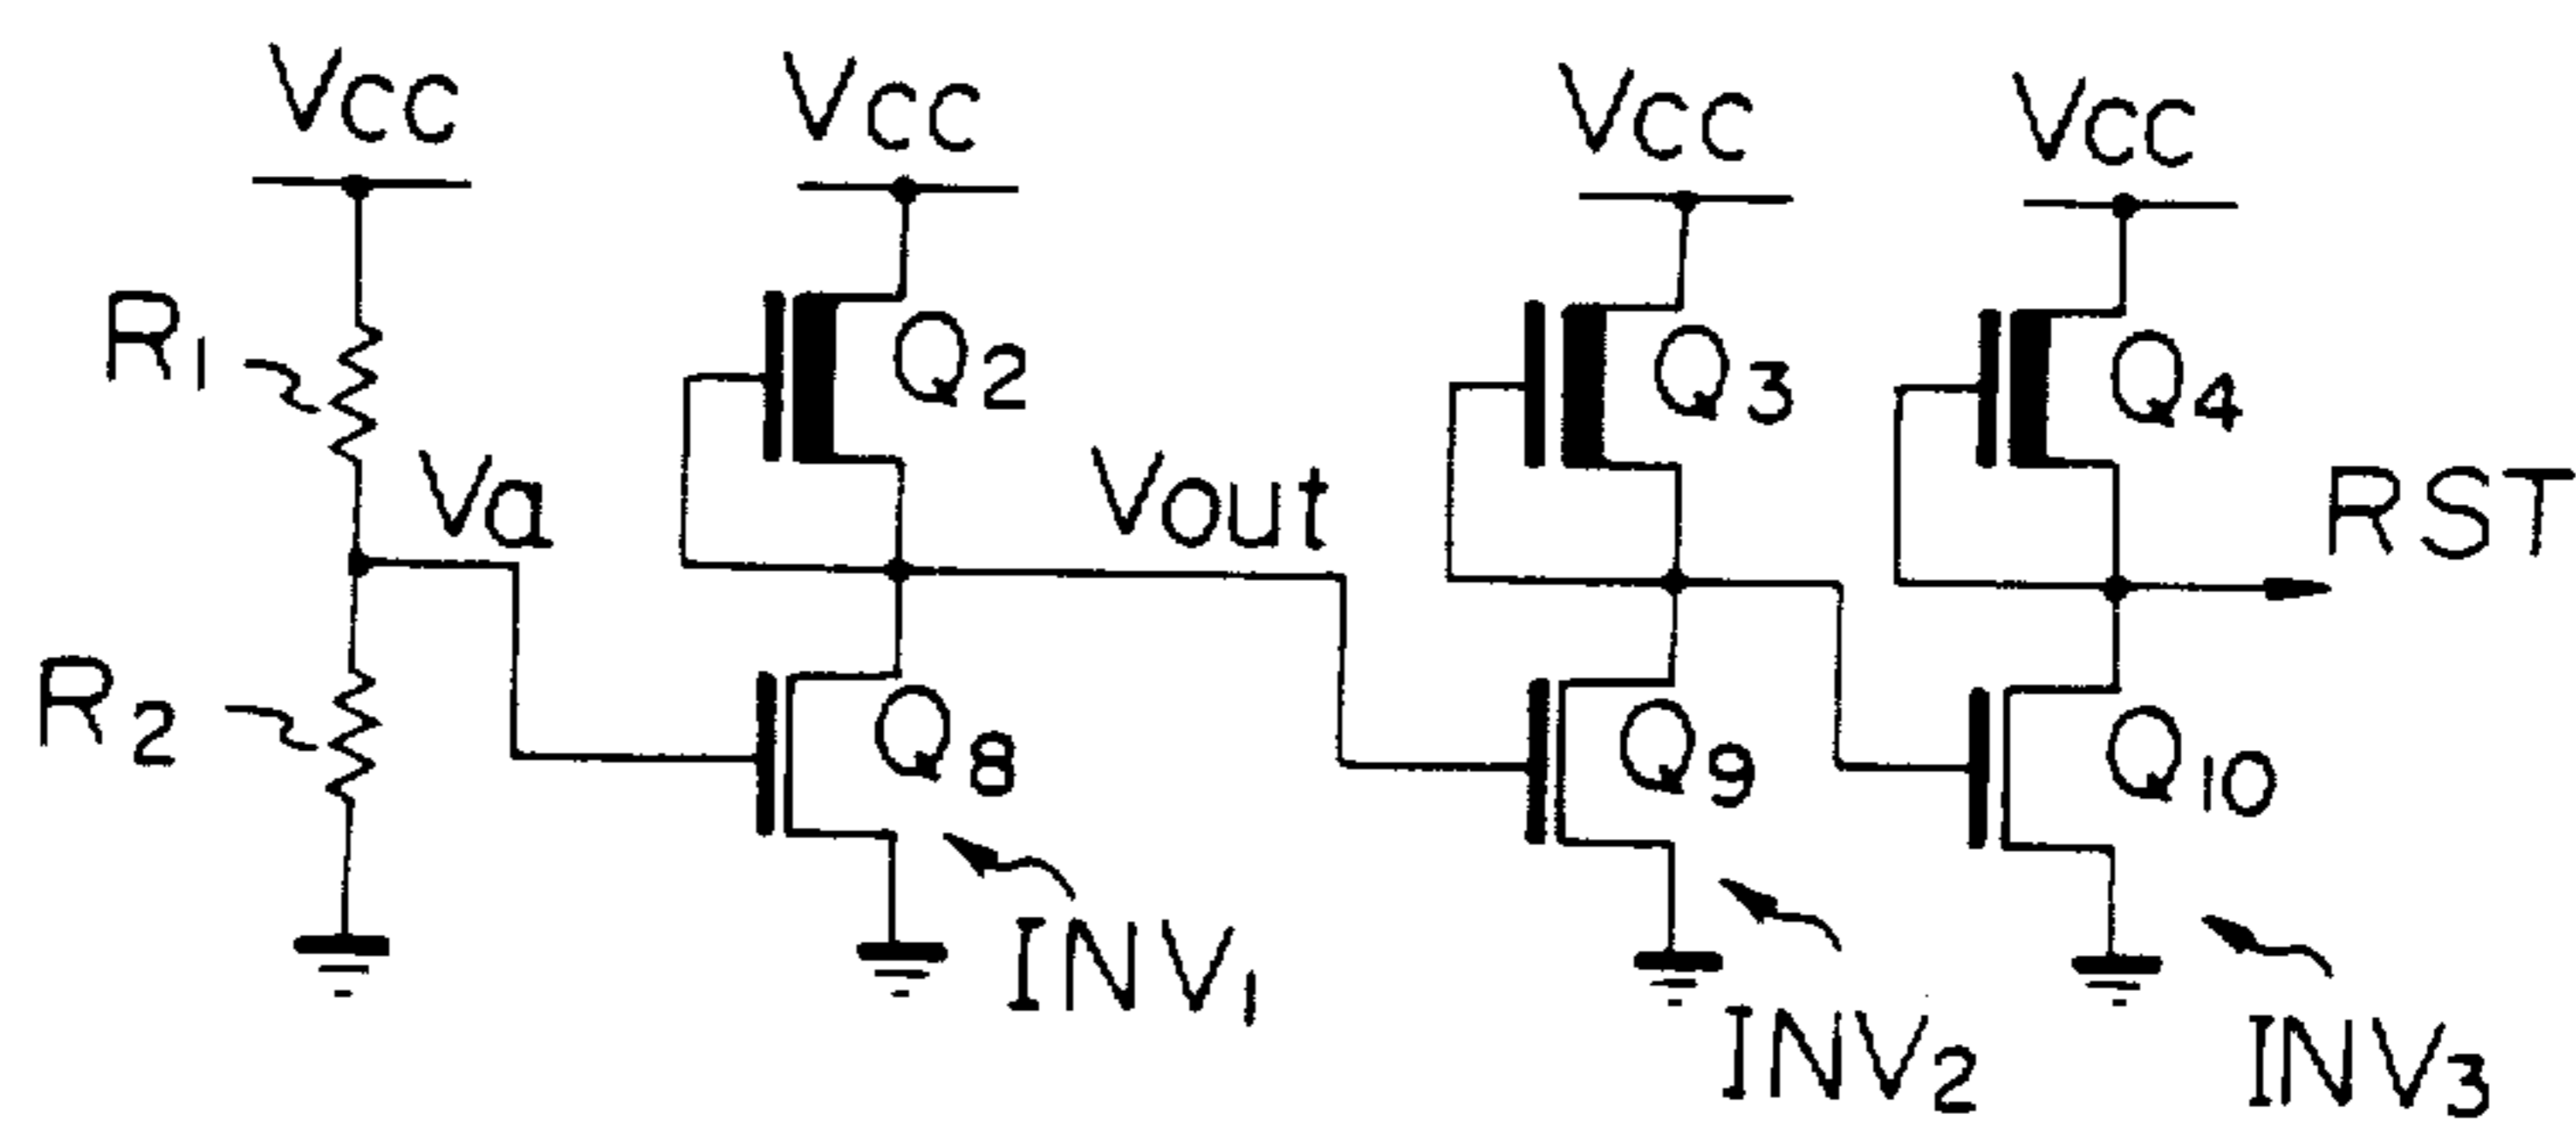 Vcc Vcc Vcc Vcc
R1 Q2 Q3 Q4
Va Vout RST
R2 Q8 Q9 Q10
INV1 INV2 INV3